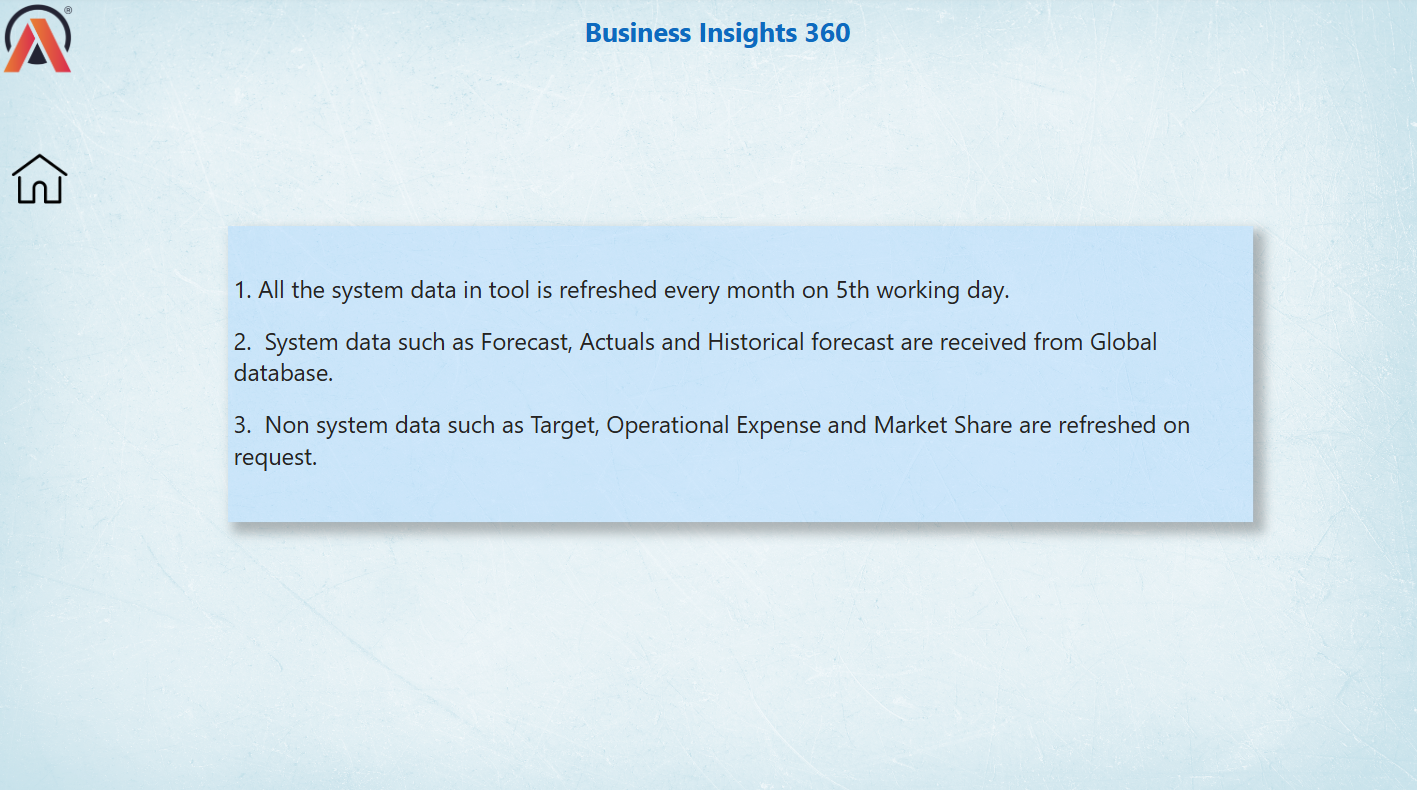 ®
Business Insights 360
1. All the system data in tool is refreshed every month on 5th working day.
2.  System data such as Forecast, Actuals and Historical forecast are received from Global
database.
3.  Non system data such as Target, Operational Expense and Market Share are refreshed on
request.